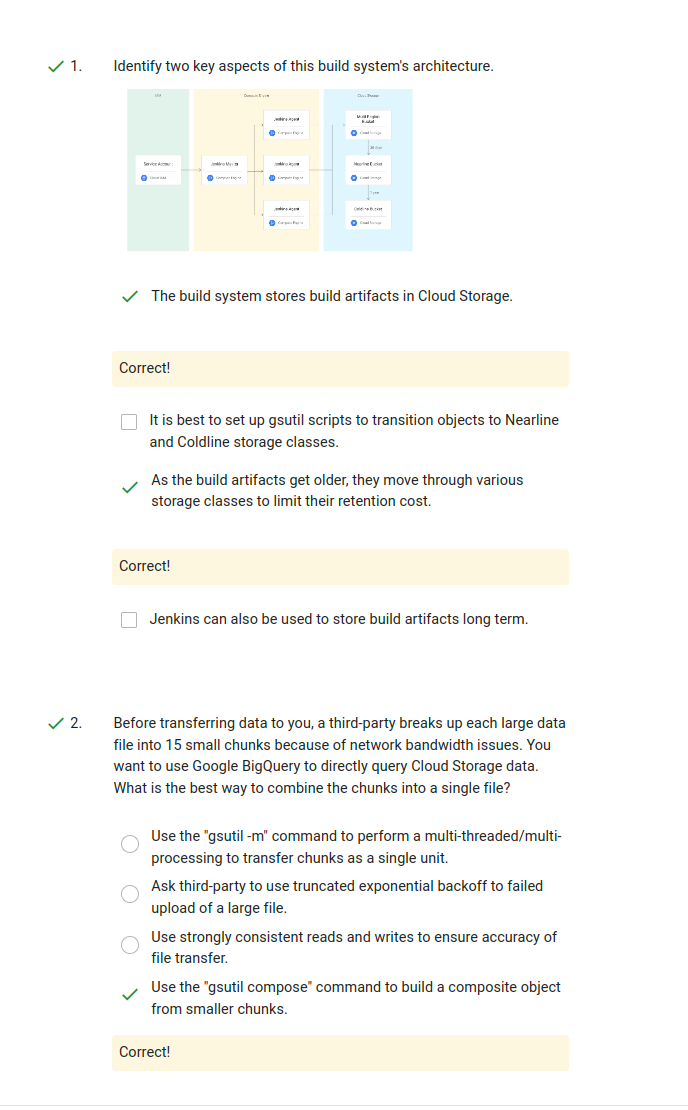 1. Identify two key aspects of this build system's architecture.
Compute Engine
Cloud Storage
Jenkins Agent
Compute Engine
Multi Region
Bucket
Cloud Storage
Service Account
Cloud IAM
Jenkins Master
Compute Engine
Jenkins Agent
Compute Engine
Nearline Bucket
Cloud Storage
Jenkins Agent
Compute Engine
Coldline Bucket
Cloud Storage
The build system stores build artifacts in Cloud Storage.
Correct!
It is best to set up gsutil scripts to transition objects to Nearline
and Coldline storage classes.
As the build artifacts get older, they move through various
storage classes to limit their retention cost.
Correct!
Jenkins can also be used to store build artifacts long term.
2. Before transferring data to you, a third-party breaks up each large data
file into 15 small chunks because of network bandwidth issues. You
want to use Google BigQuery to directly query Cloud Storage data.
What is the best way to combine the chunks into a single file?
Use the "gsutil -m" command to perform a multi-threaded/multi-
processing to transfer chunks as a single unit.
Ask third-party to use truncated exponential backoff to failed
upload of a large file.
Use strongly consistent reads and writes to ensure accuracy of
file transfer.
Use the "gsutil compose" command to build a composite object
from smaller chunks.
Correct!